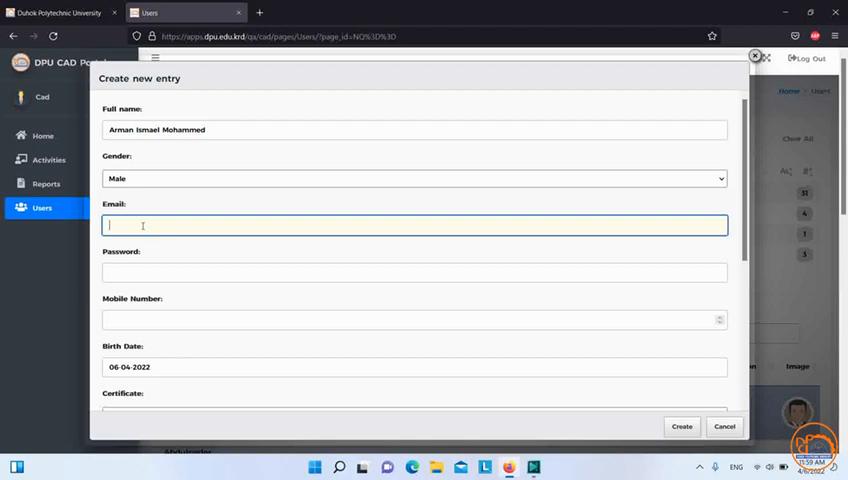 Duhok Polytechnic University
Users
https://apps.dpu.edu.krd/qa/cad/pages/Users/?page_id=NQ%3D%3D
DPU CAD Portal
Log Out
Cad
Home
Activities
Reports
Users
Home
Users
Clear All
31
4
1
3
Image
Create new entry
Full name:
Arman Ismael Mohammed
Gender:
Male
Email:
Password:
Mobile Number:
Birth Date:
06-04-2022
Certificate:
Create
Cancel
ENG
11:59 AM
4/6/2022